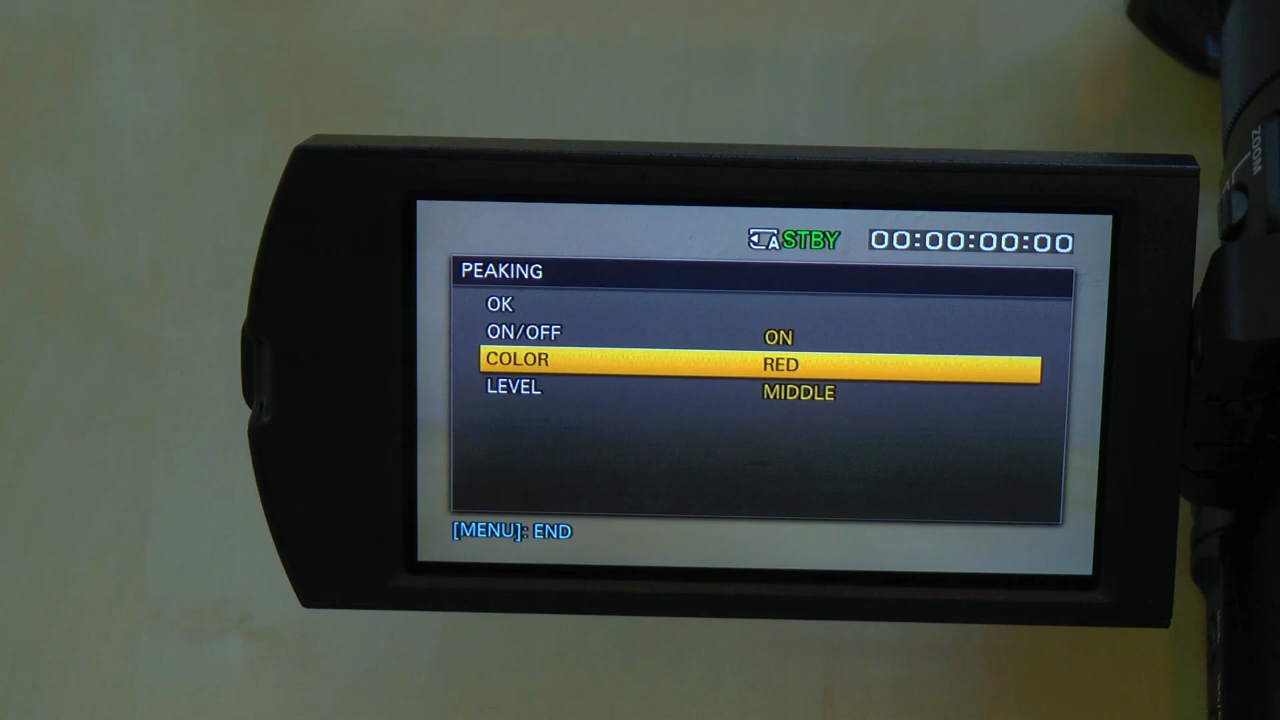 A STBY 00:00:00:00
PEAKING
OK
ON/OFF ON
COLOR RED
LEVEL MIDDLE
[MENU]: END
ZOOM